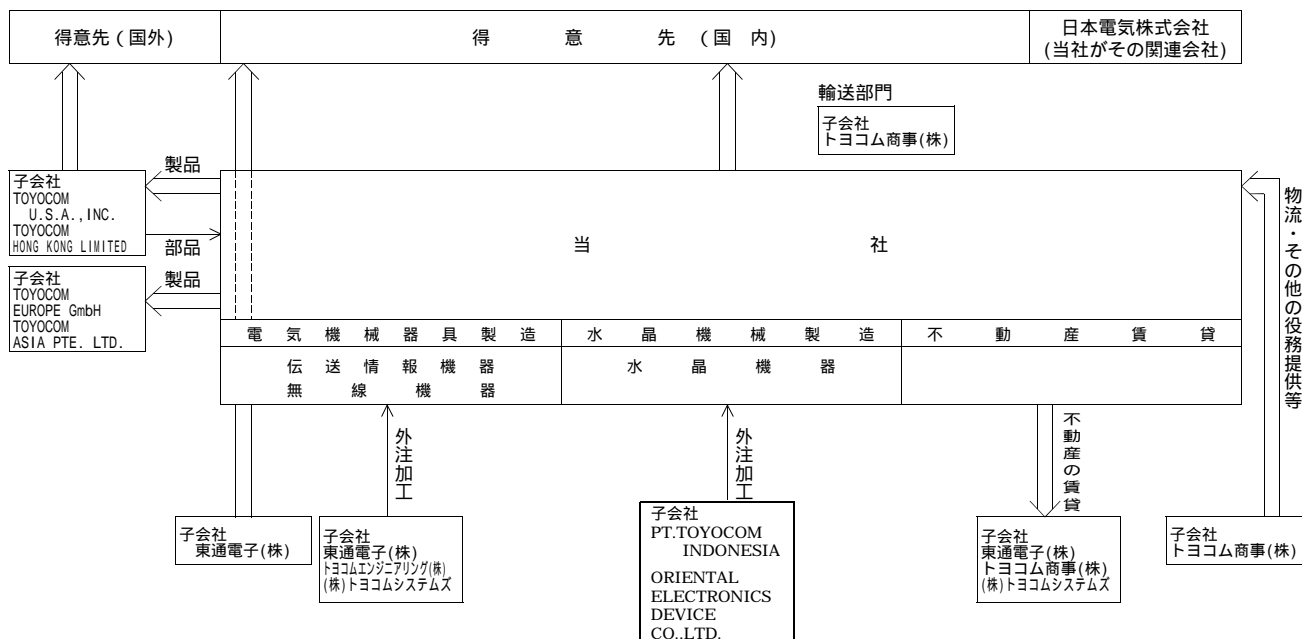 得意先（国外）
得意先（国内）
日本電気株式会社
(当社がその関連会社)
輸送部門
子会社
トヨコム商事(株)
製品
子会社
TOYOCOM
U.S.A.,INC.
TOYOCOM
HONG KONG LIMITED
部品
当社
物流・その他の役務提供等
製品
子会社
TOYOCOM
EUROPE GmbH
TOYOCOM
ASIA PTE. LTD.
電気機械器具製造
水晶機械製造
不動産賃貸
伝送情報機器
無線機器
水晶機器
外注加工
外注加工
不動産の賃貸
子会社
東通電子(株)
子会社
東通電子(株)
トヨコムエンジニアリング(株)
(株)トヨコムシステムズ
子会社
PT.TOYOCOM
INDONESIA
ORIENTAL
ELECTRONICS
DEVICE
CO.,LTD.
子会社
東通電子(株)
トヨコム商事(株)
(株)トヨコムシステムズ
子会社
トヨコム商事(株)